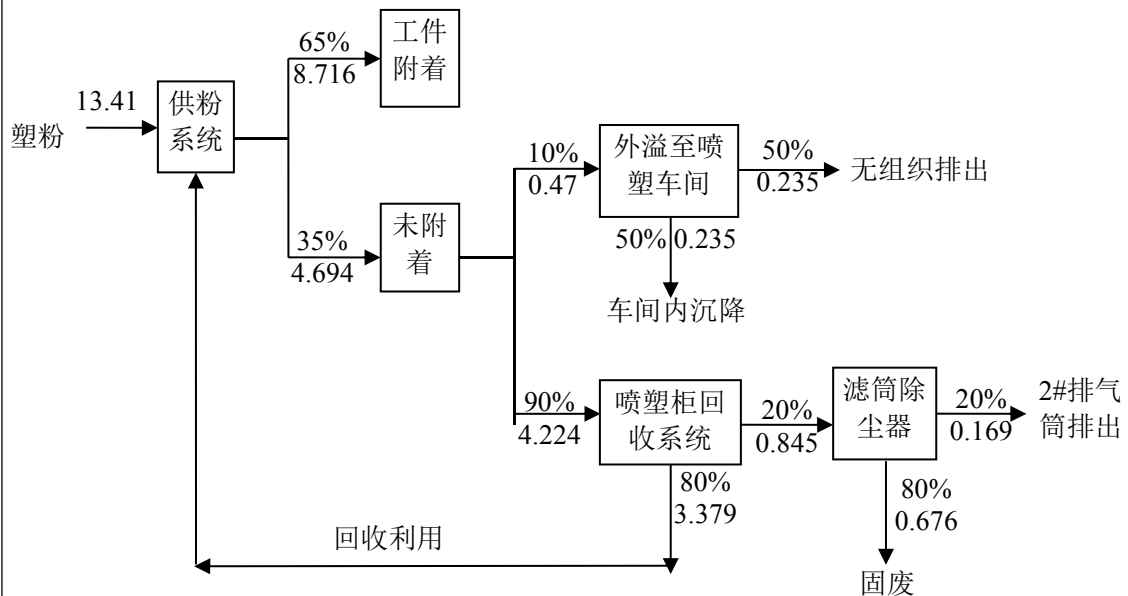 65%
8.716
工件
附着
13.41
塑粉
供粉
系统
10%
0.47
外溢至喷
塑车间
50%
0.235
无组织排出
35%
4.694
未附
着
50%
0.235
车间内沉降
90%
4.224
喷塑柜回
收系统
20%
0.845
滤筒除
尘器
20%
0.169
2#排气
筒排出
80%
3.379
80%
0.676
回收利用
固废